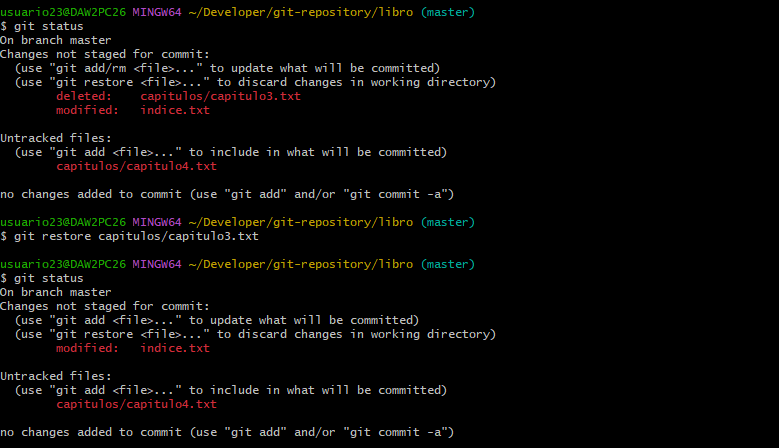 usuario23@DAW2PC26 MINGW64 ~/Developer/git-repository/libro (master)
$ git status
On branch master
Changes not staged for commit:
  (use "git add/rm <file>..." to update what will be committed)
  (use "git restore <file>..." to discard changes in working directory)
        deleted:    capitulos/capitulo3.txt
        modified:   indice.txt

Untracked files:
  (use "git add <file>..." to include in what will be committed)
        capitulos/capitulo4.txt

no changes added to commit (use "git add" and/or "git commit -a")

usuario23@DAW2PC26 MINGW64 ~/Developer/git-repository/libro (master)
$ git restore capitulos/capitulo3.txt

usuario23@DAW2PC26 MINGW64 ~/Developer/git-repository/libro (master)
$ git status
On branch master
Changes not staged for commit:
  (use "git add <file>..." to update what will be committed)
  (use "git restore <file>..." to discard changes in working directory)
        modified:   indice.txt

Untracked files:
  (use "git add <file>..." to include in what will be committed)
        capitulos/capitulo4.txt

no changes added to commit (use "git add" and/or "git commit -a")